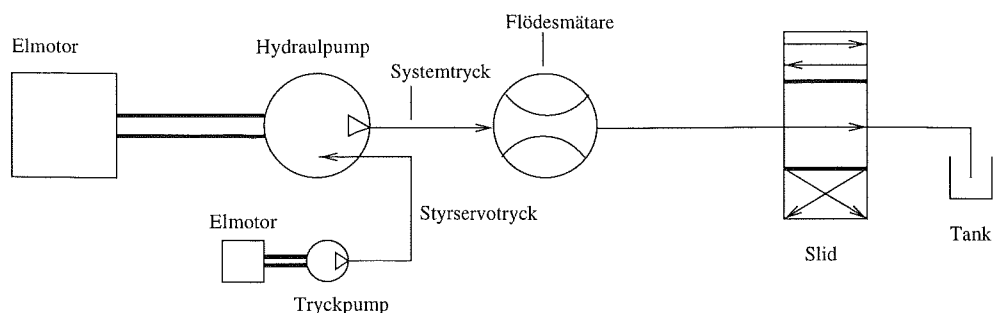 Flödesmätare
Elmotor
Hydraulpump
Systemtryck
Styrservotryck
Elmotor
Slid
Tank
Tryckpump